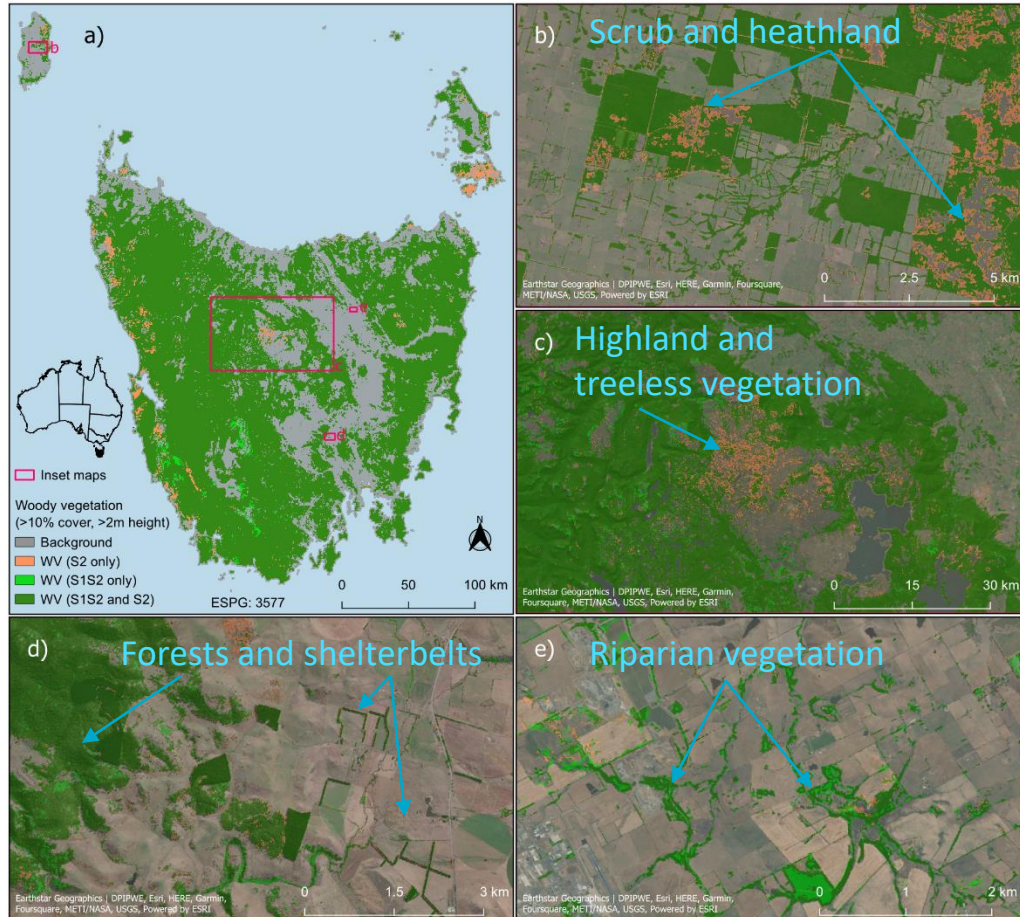 a)
b
e
c
d
Inset maps
Woody vegetation
(>10% cover, >2m height)
Background
WV (S2 only)
WV (S1S2 only)
WV (S1S2 and S2)
ESPG: 3577
N
0 50 100 km
b)
Scrub and heathland
Earthstar Geographics | DPIPWE, Esri, HERE, Garmin, Foursquare,
METI/NASA, USGS, Powered by ESRI
0 2.5 5 km
c)
Highland and
treeless vegetation
Earthstar Geographics | DPIPWE, Esri, HERE, Garmin,
Foursquare, METI/NASA, USGS, Powered by ESRI
0 15 30 km
d)
Forests and shelterbelts
Earthstar Geographics | DPIPWE, Esri, HERE, Garmin,
Foursquare, METI/NASA, USGS, Powered by ESRI
0 1.5 3 km
e)
Riparian vegetation
Earthstar Geographics | DPIPWE, Esri, HERE, Garmin,
Foursquare, METI/NASA, USGS, Powered by ESRI
0 1 2 km